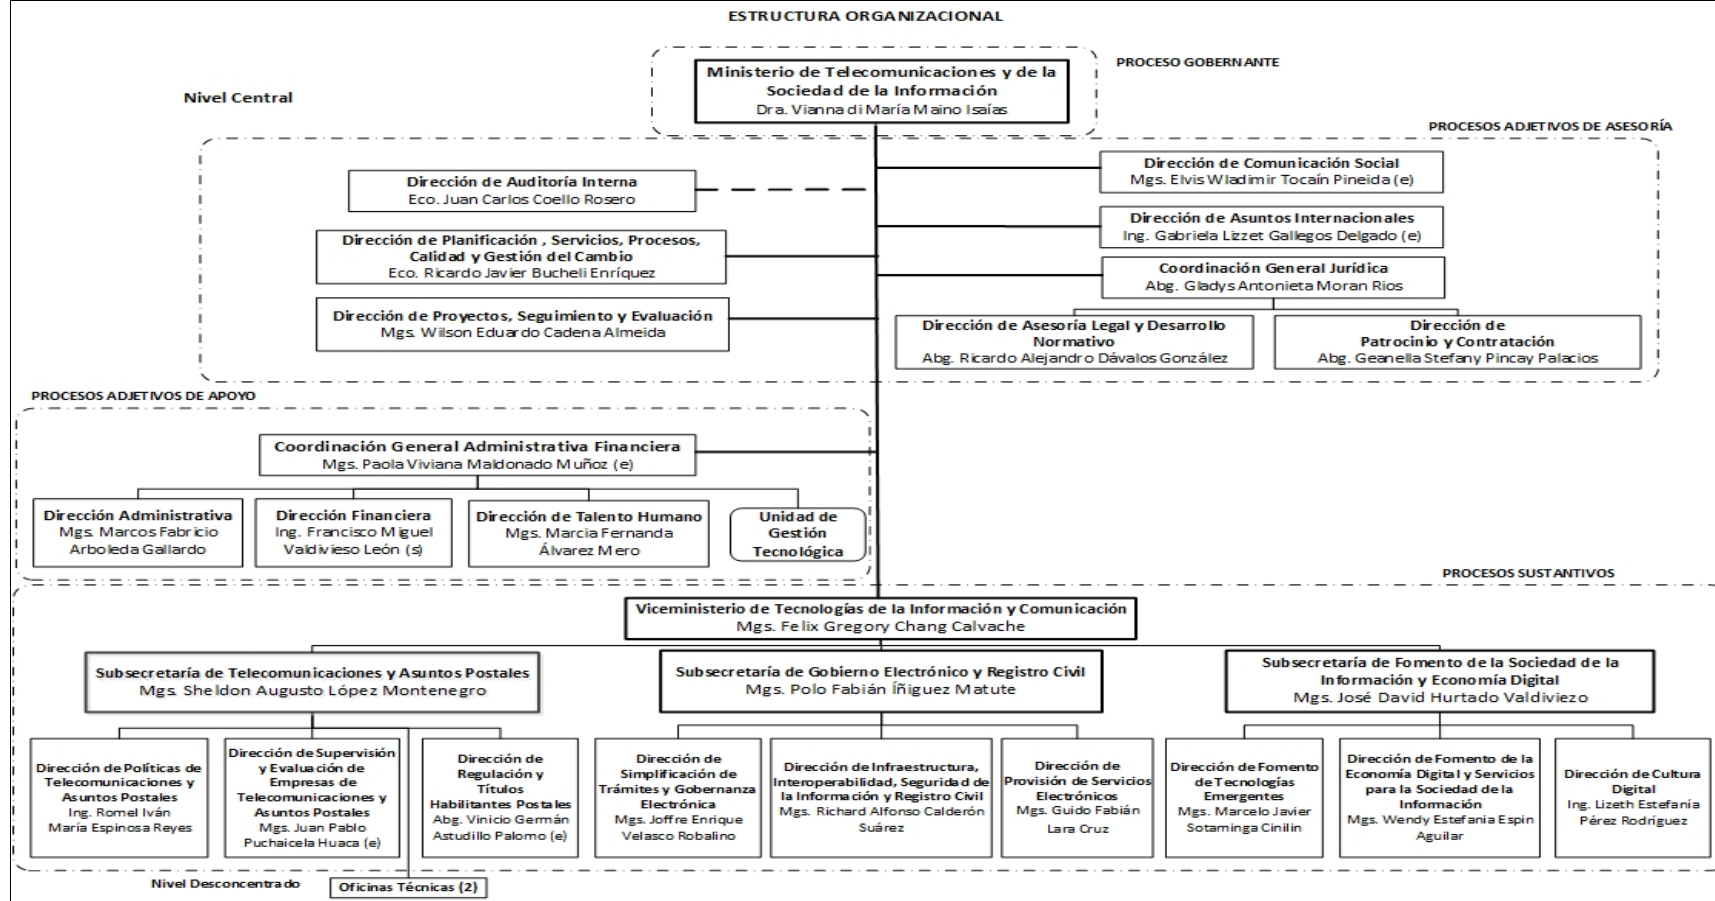 ESTRUCTURA ORGANIZACIONAL
PROCESO GOBERNANTE
Ministerio de Telecomunicaciones y de la
Sociedad de la Información
Dra. Vianna di María Maino Isaías
Nivel Central
PROCESOS ADJETIVOS DE ASESORÍA
Dirección de Auditoría Interna
Eco. Juan Carlos Coello Rosero
Dirección de Planificación , Servicios, Procesos,
Calidad y Gestión del Cambio
Eco. Ricardo Javier Bucheli Enríquez
Dirección de Proyectos, Seguimiento y Evaluación
Mgs. Wilson Eduardo Cadena Almeida
Dirección de Comunicación Social
Mgs. Elvis Wladimir Tocaín Pineida (e)
Dirección de Asuntos Internacionales
Ing. Gabriela Lizzet Gallegos Delgado (e)
Coordinación General Jurídica
Abg. Gladys Antonieta Moran Rios
Dirección de Asesoría Legal y Desarrollo
Normativo
Abg. Ricardo Alejandro Dávalos González
Dirección de
Patrocinio y Contratación
Abg. Geanella Stefany Pincay Palacios
PROCESOS ADJETIVOS DE APOYO
Coordinación General Administrativa Financiera
Mgs. Paola Viviana Maldonado Muñoz (e)
Dirección Administrativa
Mgs. Marcos Fabricio
Arboleda Gallardo
Dirección Financiera
Ing. Francisco Miguel
Valdivieso León (s)
Dirección de Talento Humano
Mgs. Marcia Fernanda
Álvarez Mero
Unidad de
Gestión
Tecnológica
PROCESOS SUSTANTIVOS
Viceministerio de Tecnologías de la Información y Comunicación
Mgs. Felix Gregory Chang Calvache
Subsecretaría de Telecomunicaciones y Asuntos Postales
Mgs. Sheldon Augusto López Montenegro
Subsecretaría de Gobierno Electrónico y Registro Civil
Mgs. Polo Fabián Íñiguez Matute
Subsecretaría de Fomento de la Sociedad de la
Información y Economía Digital
Mgs. José David Hurtado Valdiviezo
Dirección de Políticas de
Telecomunicaciones y
Asuntos Postales
Ing. Romel Iván
María Espinosa Reyes
Dirección de Supervisión
y Evaluación de
Empresas de
Telecomunicaciones y
Asuntos Postales
Mgs. Juan Pablo
Puchaicela Huaca (e)
Dirección de
Regulación y
Títulos
Habilitantes Postales
Abg. Vinicio Germán
Astudillo Palomo (e)
Dirección de
Simplificación de
Trámites y Gobernanza
Electrónica
Mgs. Joffre Enrique
Velasco Robalino
Dirección de Infraestructura,
Interoperabilidad, Seguridad de
la Información y Registro Civil
Mgs. Richard Alfonso Calderón
Suárez
Dirección de
Provisión de Servicios
Electrónicos
Mgs. Guido Fabián
Lara Cruz
Dirección de Fomento
de Tecnologías
Emergentes
Mgs. Marcelo Javier
Sotaminga Cinilin
Dirección de Fomento de la
Economía Digital y Servicios
para la Sociedad de la
Información
Mgs. Wendy Estefania Espin
Aguilar
Dirección de Cultura
Digital
Ing. Lizeth Estefanía
Pérez Rodríguez
Nivel Desconcentrado
Oficinas Técnicas (2)